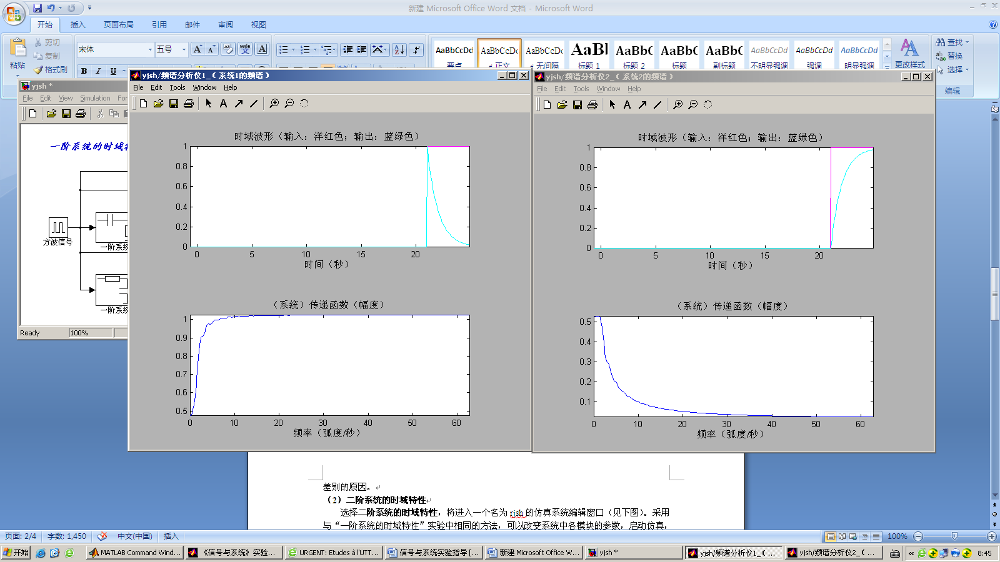 新建 Microsoft Office Word 文档 - Microsoft Word
开始 插入 页面布局 引用 邮件 审阅 视图
粘贴 剪切 复制 格式刷
宋体 五号
B I U
AaBbCcDd AaBbCcDc AaBbCcDc AaBbl AaBbC AaBbC AaBbC AaBbCcDd AaBbCcDd AaBbCcDd
要点 正文 无间隔 标题 1 标题 2 标题 副标题 不明显强调 强调 明显强调
更改样式
查找
替换
选择
编辑
yjsh *
File Edit View Simulation For
一阶系统的时域特
方波信号
一阶系统
一阶系统
Ready 100%
yjsh/频谱分析仪1_（系统1的频谱）
File Edit Tools Window Help
时域波形（输入：洋红色；输出：蓝绿色）
1
0.8
0.6
0.4
0.2
0
0 5 10 15 20
时间（秒）
（系统）传递函数（幅度）
1
0.9
0.8
0.7
0.6
0.5
0 10 20 30 40 50 60
频率（弧度/秒）
yjsh/频谱分析仪2_（系统2的频谱）
File Edit Tools Window Help
时域波形（输入：洋红色；输出：蓝绿色）
1
0.8
0.6
0.4
0.2
0
0 5 10 15 20
时间（秒）
（系统）传递函数（幅度）
0.5
0.4
0.3
0.2
0.1
0 10 20 30 40 50 60
频率（弧度/秒）
差别的原因。
（2）二阶系统的时域特性
选择二阶系统的时域特性，将进入一个名为 rjsh 的仿真系统编辑窗口（见下图）。采用
与“一阶系统的时域特性”实验中相同的方法，可以改变系统中各模块的参数，启动仿真，
页面: 2/4 字数: 1,450 中文(中国) 插入 100%
开始 MATLAB Command Wind... 《信号与系统》实验... URGENT: Etudes à l'UTT... 信号与系统实验指导 [... 新建 Microsoft Office W... yjsh * yjsh/频谱分析仪1_（... yjsh/频谱分析仪2_（... « 8:45